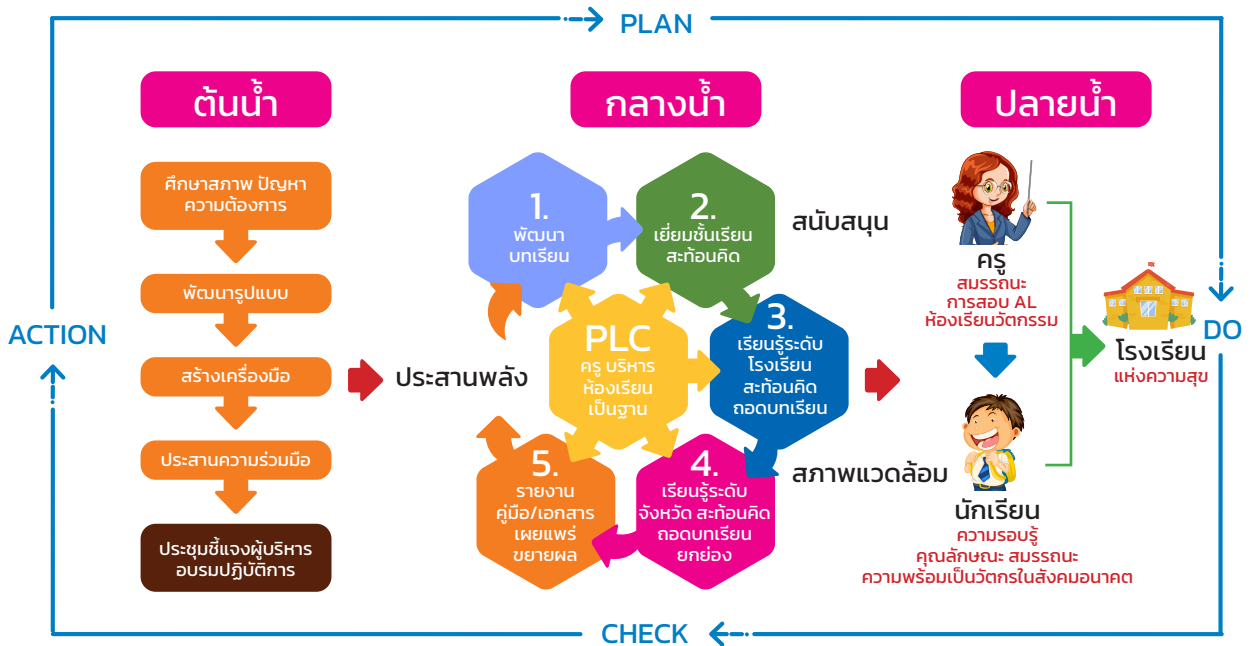 PLAN
ต้นน้ำ
กลางน้ำ
ปลายน้ำ
ศึกษาสภาพ ปัญหา
ความต้องการ
พัฒนารูปแบบ
สร้างเครื่องมือ
ประสานความร่วมมือ
ประชุมชี้แจงผู้บริหาร
อบรมปฏิบัติการ
ประสานพลัง
1.
พัฒนา
บทเรียน
2.
เยี่ยมชั้นเรียน
สะท้อนคิด
สนับสนุน
PLC
ครู บริหาร
ห้องเรียน
เป็นฐาน
3.
เรียนรู้ระดับ
โรงเรียน
สะท้อนคิด
ถอดบทเรียน
5.
รายงาน
คู่มือ/เอกสาร
เผยแพร่
ขยายผล
4.
เรียนรู้ระดับ
จังหวัด สะท้อนคิด
ถอดบทเรียน
ยกย่อง
สภาพแวดล้อม
ครู
สมรรถนะ
การสอบ AL
ห้องเรียนวัตกรรม
นักเรียน
ความรอบรู้
คุณลักษณะ สมรรถนะ
ความพร้อมเป็นวัตกรในสังคมอนาคต
โรงเรียน
แห่งความสุข
DO
ACTION
CHECK